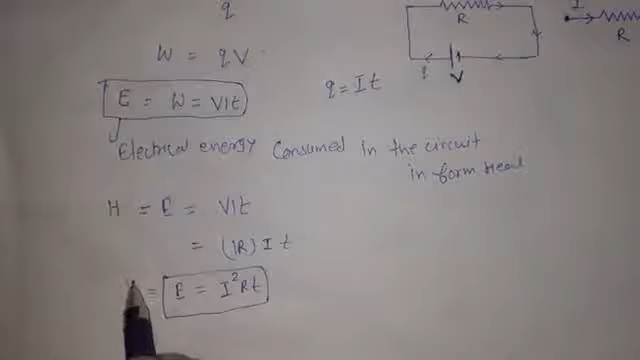 q
R
I
R
W = qV
q
V
q = It
E = W = VIt
Electrical energy Consumed in the circuit
in form Heat
H = E = VIt
= (IR) I t
= E = I²Rt